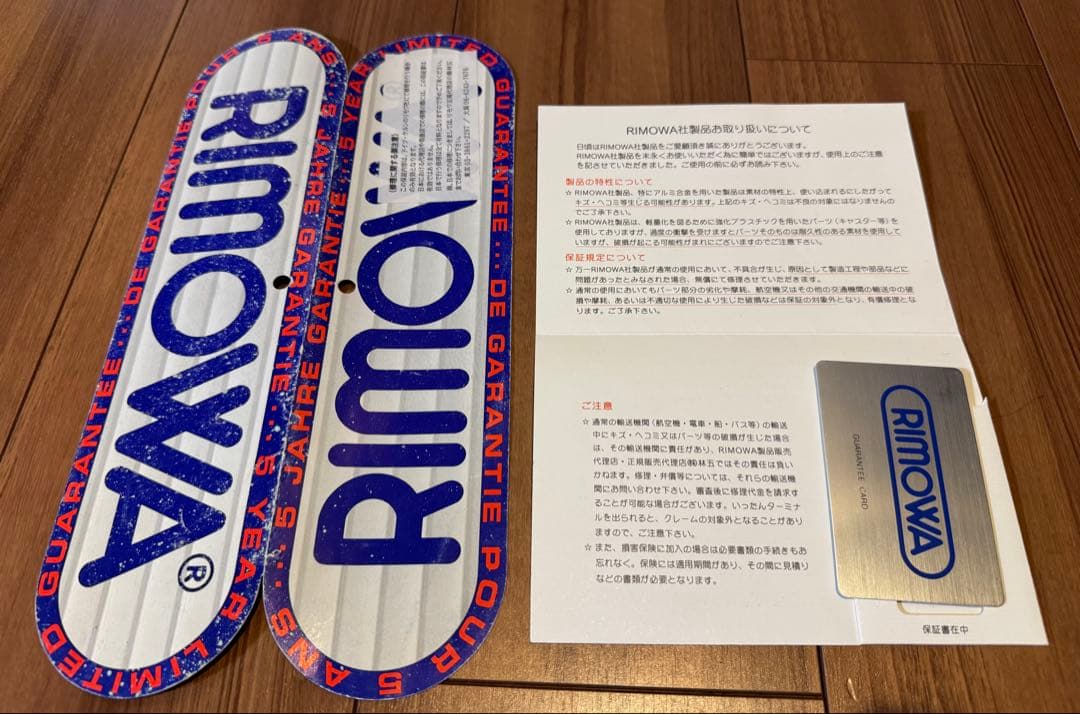 RIMOWA®
LIMITED GUARANTEE...DE GARANTIE POUR 5 ANS...5 JAHRE GARANTIE...5 YEAR
RIMOWA
LIMITED GUARANTEE...DE GARANTIE POUR 5 ANS...5 JAHRE GARANTIE...5 YEAR
RIMOWA社製品お取り扱いについて
日頃はRIMOWA社製品をご愛顧頂き誠にありがとうございます。
RIMOWA社製品を末永くお使いいただく為に簡単ではございますが、使用上のご注意
を記させていただきました。ご使用の前に必ずお読み下さい。
製品の特性について
☆RIMOWA社製品、特にアルミ合金を用いた製品は素材の特性上、使い込まれるにしたがって
キズ・ヘコミ等生じる可能性があります。上記のキズ・ヘコミは不良の対象にはなりませんの
でご了承下さい。
☆RIMOWA社製品は、軽量化を図るために強化プラスチックを用いたパーツ（キャスター等）を
使用しておりますが、過度の衝撃を受けますとパーツそのものは耐久性のある素材を使用して
いますが、破損が起こる可能性がまれにございますのでご注意下さい。
保証規定について
☆万一RIMOWA社製品が通常の使用において、不具合が生じ、原因として製造工程や部品などに
問題があったとみなされた場合、無償にて修理させていただきます。
☆通常の使用においてもパーツ部分の劣化や摩耗、航空機又はその他の交通機関の輸送中の破
損や摩耗、あるいは不適切な使用により生じた破損などは保証の対象外となり、有償修理とな
ります。ご了承下さい。
ご注意
☆通常の輸送機関（航空機・電車・船・バス等）の輸送
中にキズ・ヘコミ又はパーツ等の破損が生じた場合
は、その輸送機関に責任があり、RIMOWA製品販売
代理店・正規販売代理店㈱林五ではその責任は負い
かねます。修理・弁償等については、それらの輸送機
関にお問い合わせ下さい。審査後に修理代金を請求す
ることが可能な場合がございます。いったんターミナ
ルを出られると、クレームの対象外となることがあり
ますので、ご注意下さい。
☆また、損害保険に加入の場合は必要書類の手続きもお
忘れなく。保険には適用期間があり、その間に見積り
などの書類が必要となります。
RIMOWA
GUARANTEE CARD
保証書在中